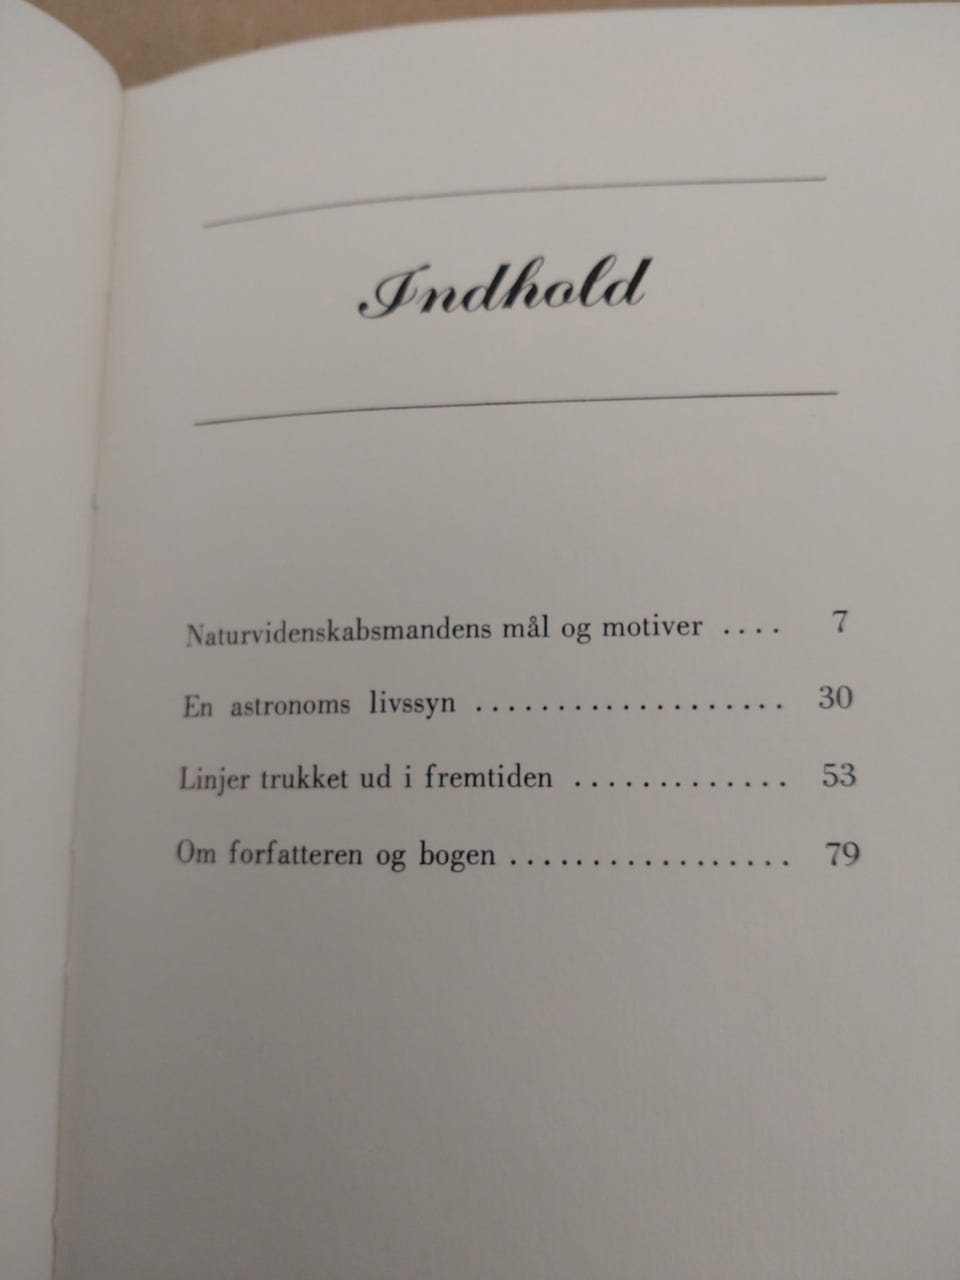 Indhold
Naturvidenskabsmandens mål og motiver .... 7
En astronoms livssyn ................... 30
Linjer trukket ud i fremtiden ............. 53
Om forfatteren og bogen ................. 79